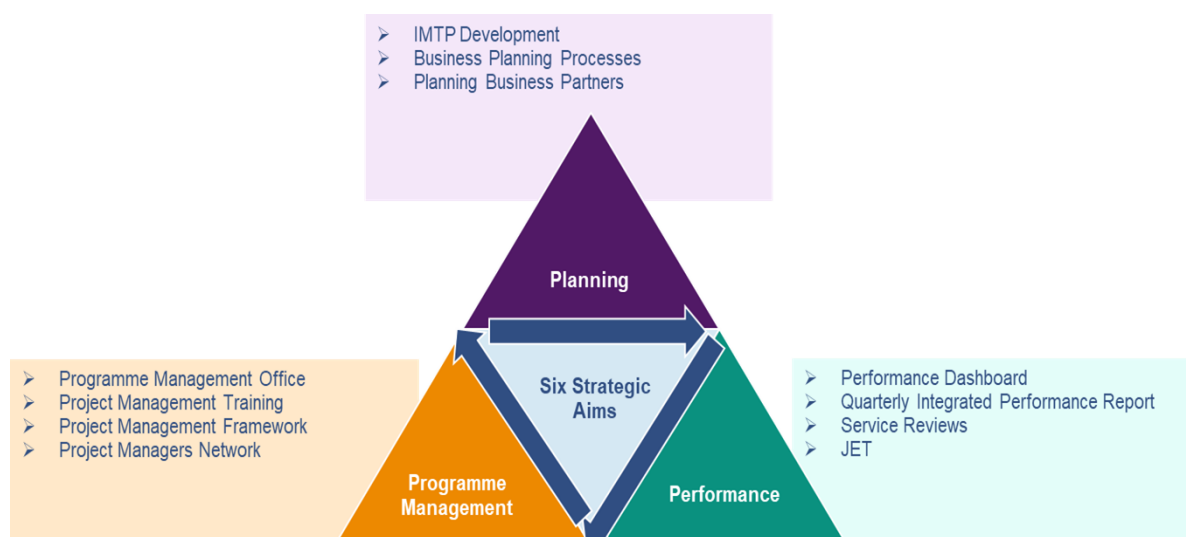 IMTP Development
Business Planning Processes
Planning Business Partners
Planning
Programme Management Office
Project Management Training
Project Management Framework
Project Managers Network
Six Strategic
Aims
Performance Dashboard
Quarterly Integrated Performance Report
Service Reviews
JET
Programme
Management
Performance